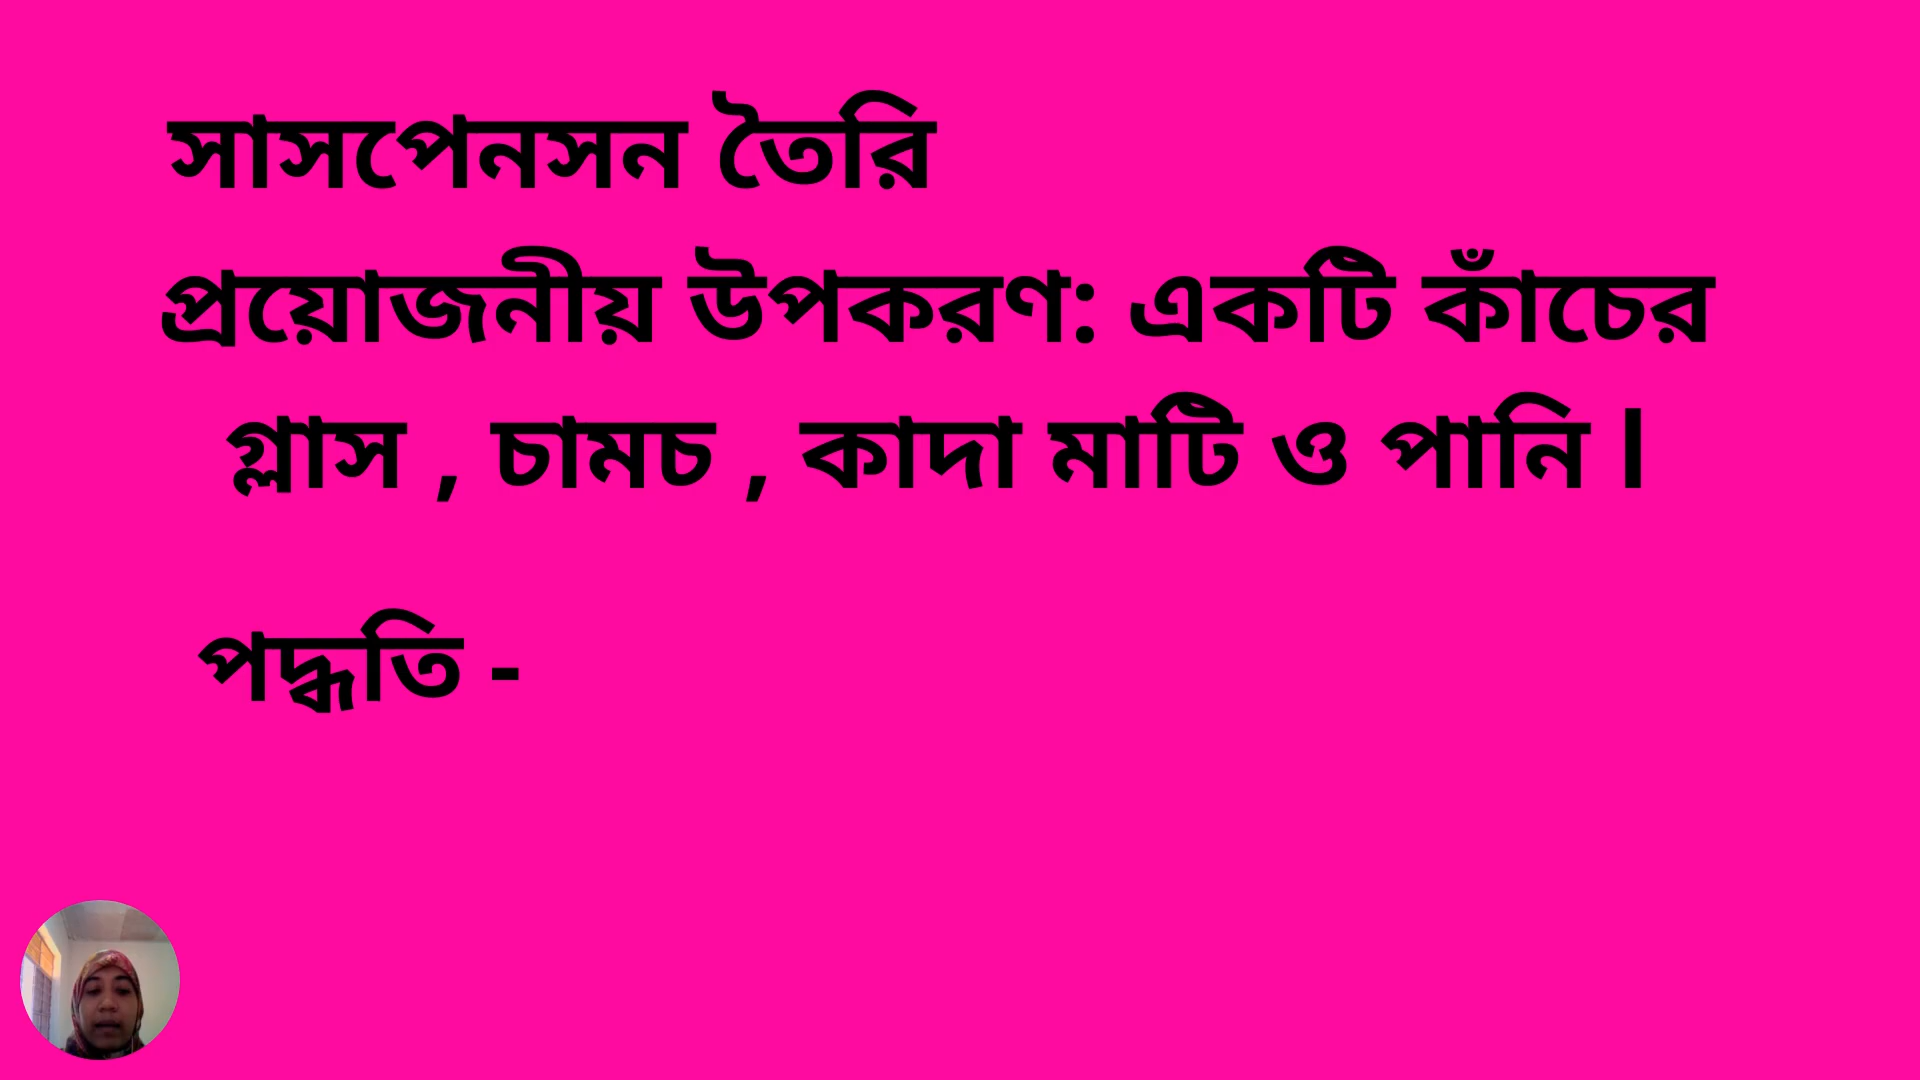 সাসপেনসন তৈরি
প্রয়োজনীয় উপকরণ: একটি কাঁচের
গ্লাস , চামচ , কাদা মাটি ও পানি l
পদ্ধতি -